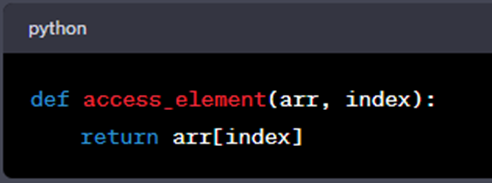 python
def access_element(arr, index):
    return arr[index]